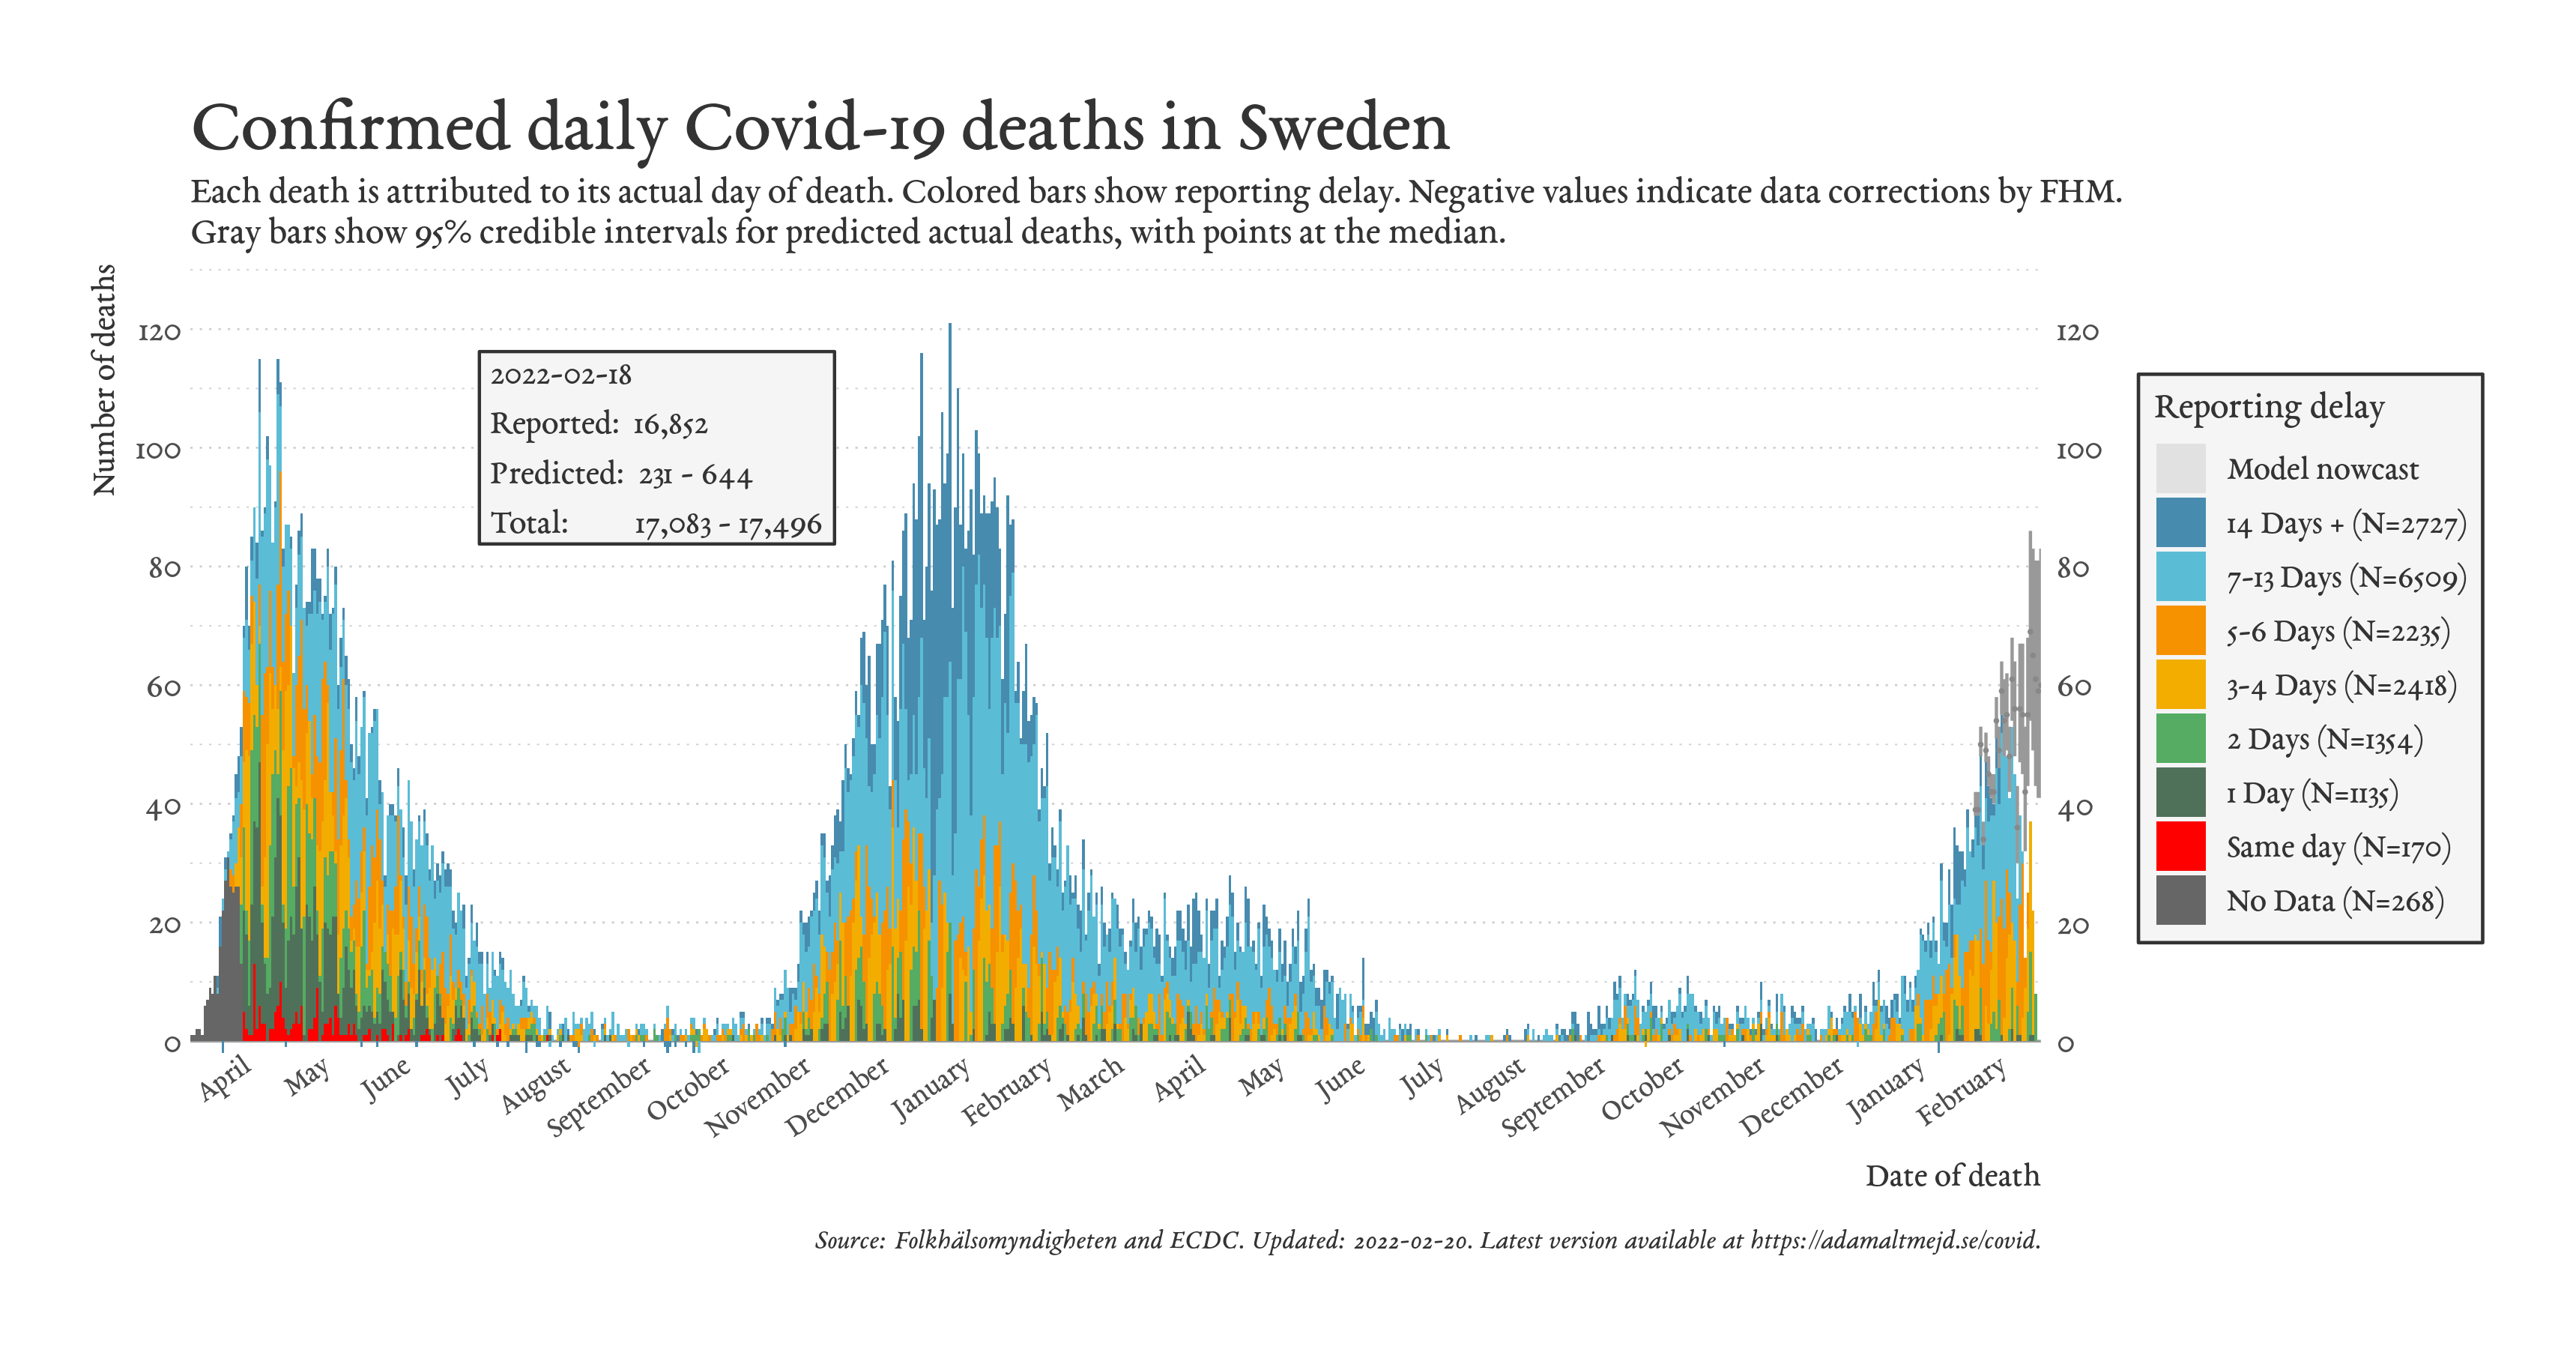 Confirmed daily Covid-19 deaths in Sweden
Each death is attributed to its actual day of death. Colored bars show reporting delay. Negative values indicate data corrections by FHM.
Gray bars show 95% credible intervals for predicted actual deaths, with points at the median.
Number of deaths
120
100
80
60
40
20
0
2022-02-18
Reported: 16,852
Predicted: 231 - 644
Total: 17,083 - 17,496
120
100
80
60
40
20
0
Reporting delay
Model nowcast
14 Days + (N=2727)
7-13 Days (N=6509)
5-6 Days (N=2235)
3-4 Days (N=2418)
2 Days (N=1354)
1 Day (N=1135)
Same day (N=170)
No Data (N=268)
April
May
June
July
August
September
October
November
December
January
February
March
April
May
June
July
August
September
October
November
December
January
February
Date of death
Source: Folkhälsomyndigheten and ECDC. Updated: 2022-02-20. Latest version available at https://adamaltmejd.se/covid.